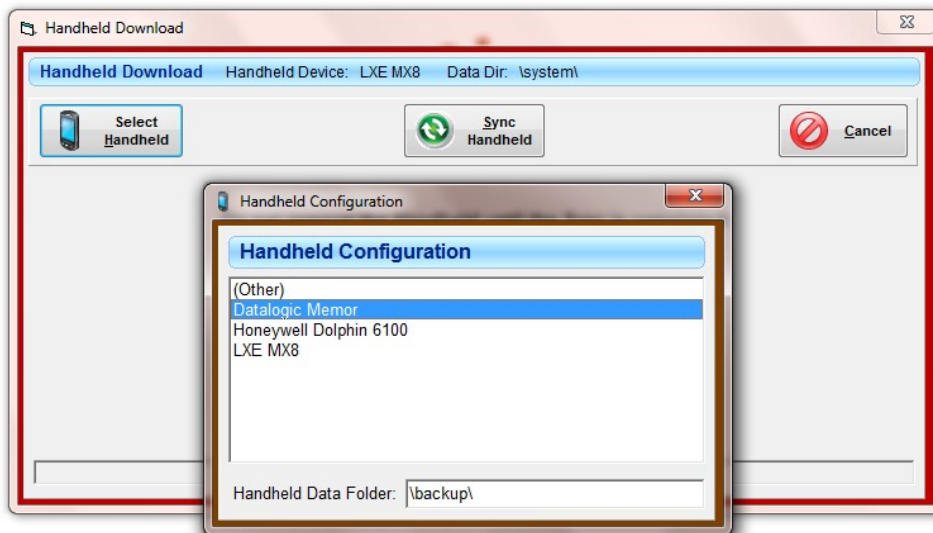 Handheld Download
Handheld Download Handheld Device: LXE MX8 Data Dir: \system\
Select
Handheld
Sync
Handheld
Cancel
Handheld Configuration
Handheld Configuration
(Other)
Datalogic Memor
Honeywell Dolphin 6100
LXE MX8
Handheld Data Folder: \backup\